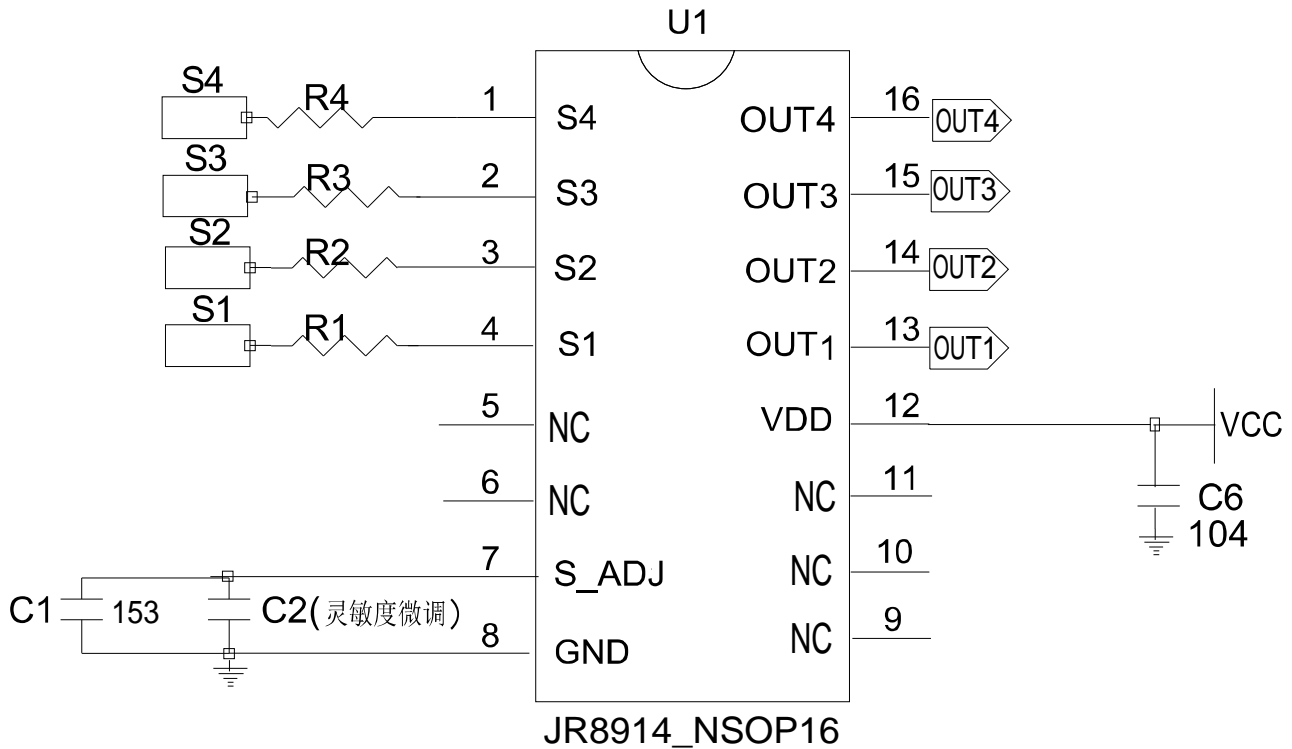 U1
S4 R4 1 S4 OUT4 16 OUT4
S3 R3 2 S3 OUT3 15 OUT3
S2 R2 3 S2 OUT2 14 OUT2
S1 R1 4 S1 OUT1 13 OUT1
5 NC VDD 12 VCC
6 NC NC 11 C6
104
7 S_ADJ NC 10
C1 153 C2(灵敏度微调)
8 GND NC 9
JR8914_NSOP16